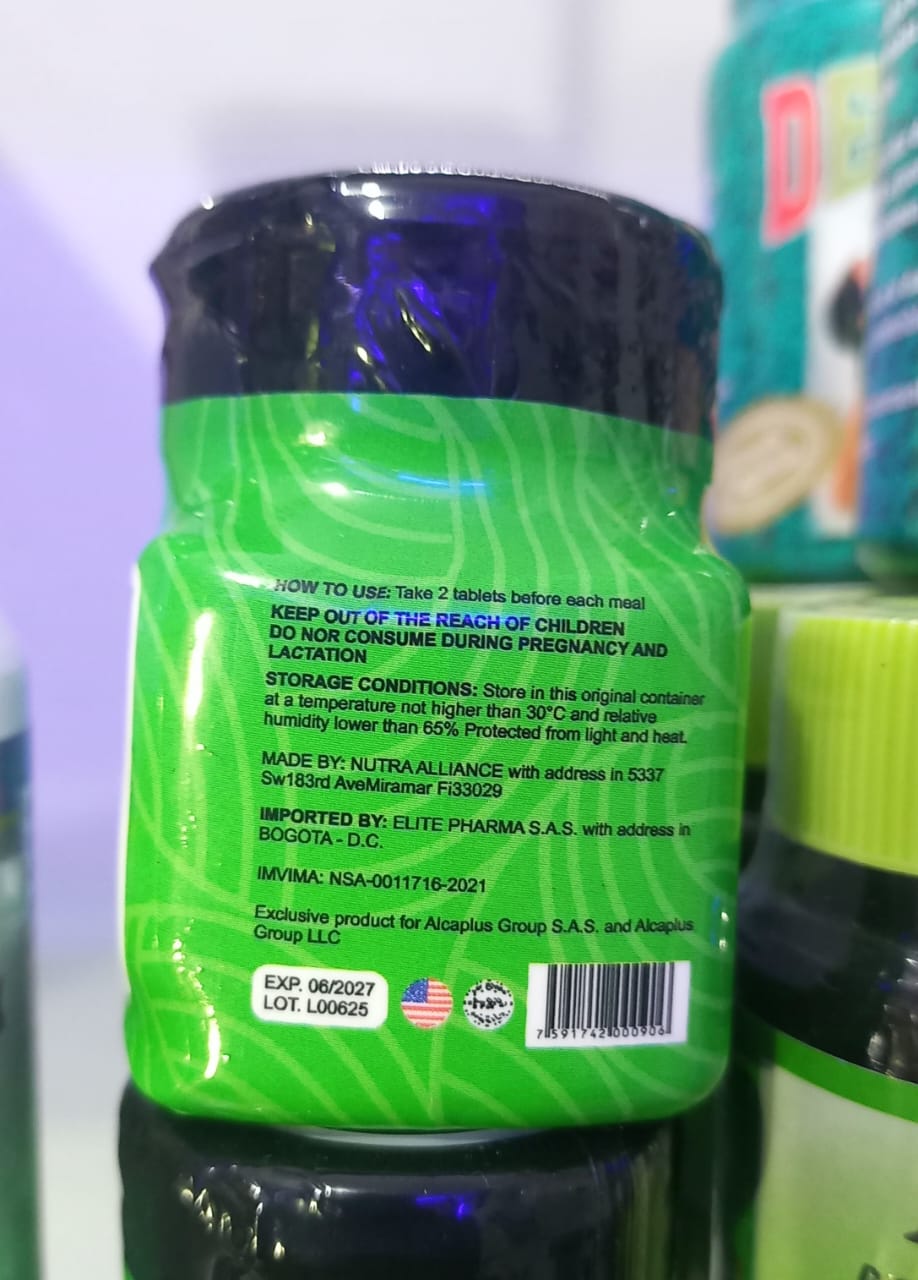 DE
HOW TO USE: Take 2 tablets before each meal
KEEP OUT OF THE REACH OF CHILDREN
DO NOR CONSUME DURING PREGNANCY AND
LACTATION
STORAGE CONDITIONS: Store in this original container
at a temperature not higher than 30°C and relative
humidity lower than 65% Protected from light and heat.
MADE BY: NUTRA ALLIANCE with address in 5337
Sw183rd AveMiramar Fl33029
IMPORTED BY: ELITE PHARMA S.A.S. with address in
BOGOTA - D.C.
IMVIMA: NSA-0011716-2021
Exclusive product for Alcaplus Group S.A.S. and Alcaplus
Group LLC
EXP. 06/2027
LOT. L00625
7 591742 000906